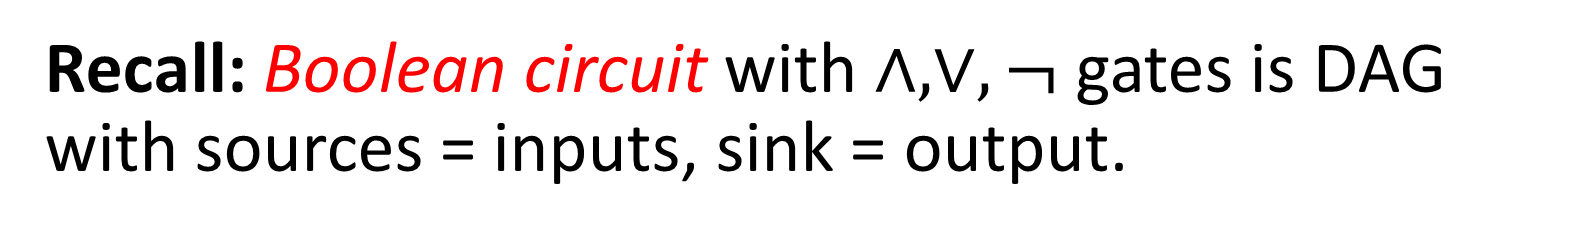 Recall: Boolean circuit with ∧,∨, ¬ gates is DAG
with sources = inputs, sink = output.